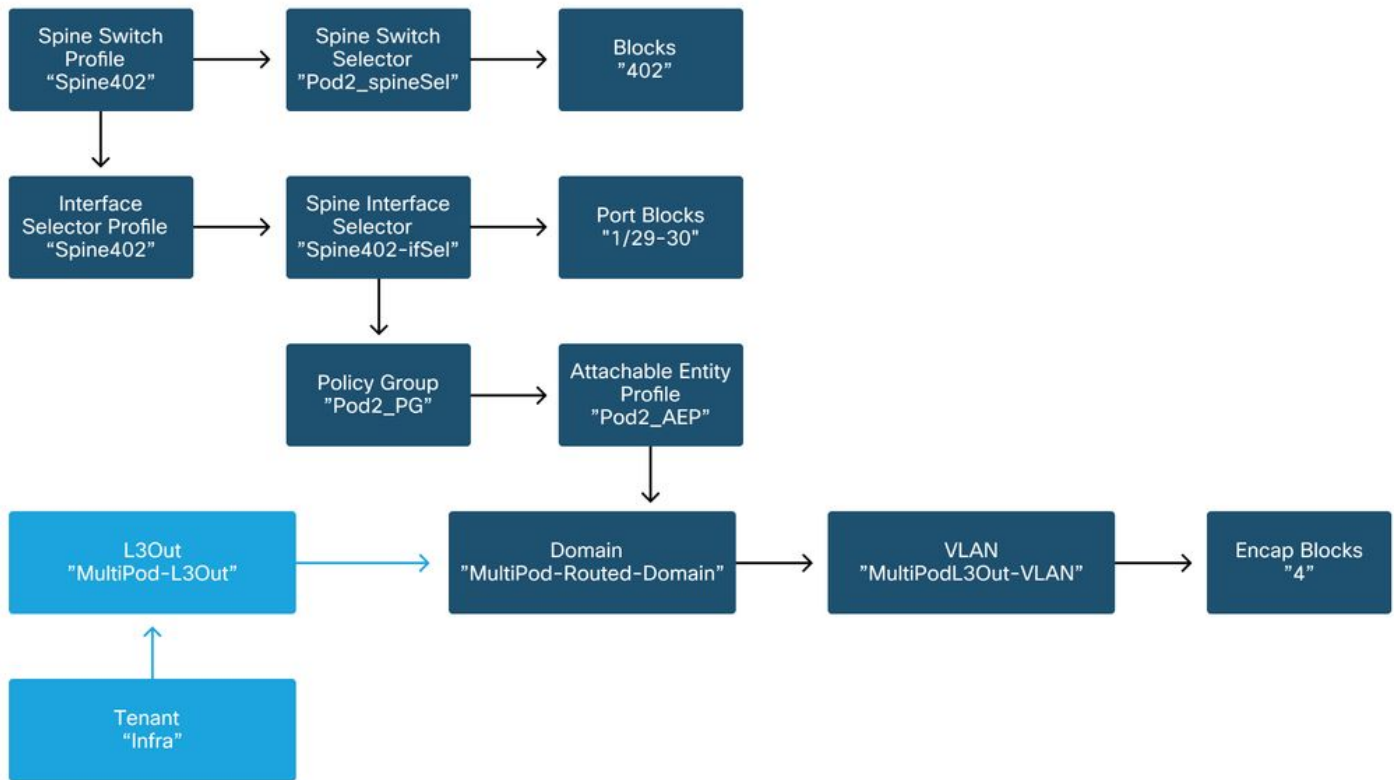 Spine Switch
Profile
“Spine402”
Spine Switch
Selector
”Pod2_spineSel”
Blocks
”402”
Interface
Selector Profile
“Spine402”
Spine Interface
Selector
”Spine402-ifSel”
Port Blocks
"1/29-30"
Policy Group
”Pod2_PG”
Attachable Entity
Profile
”Pod2_AEP”
L3Out
”MultiPod-L3Out”
Domain
”MultiPod-Routed-Domain”
VLAN
”MultiPodL3Out-VLAN”
Encap Blocks
”4”
Tenant
“Infra”